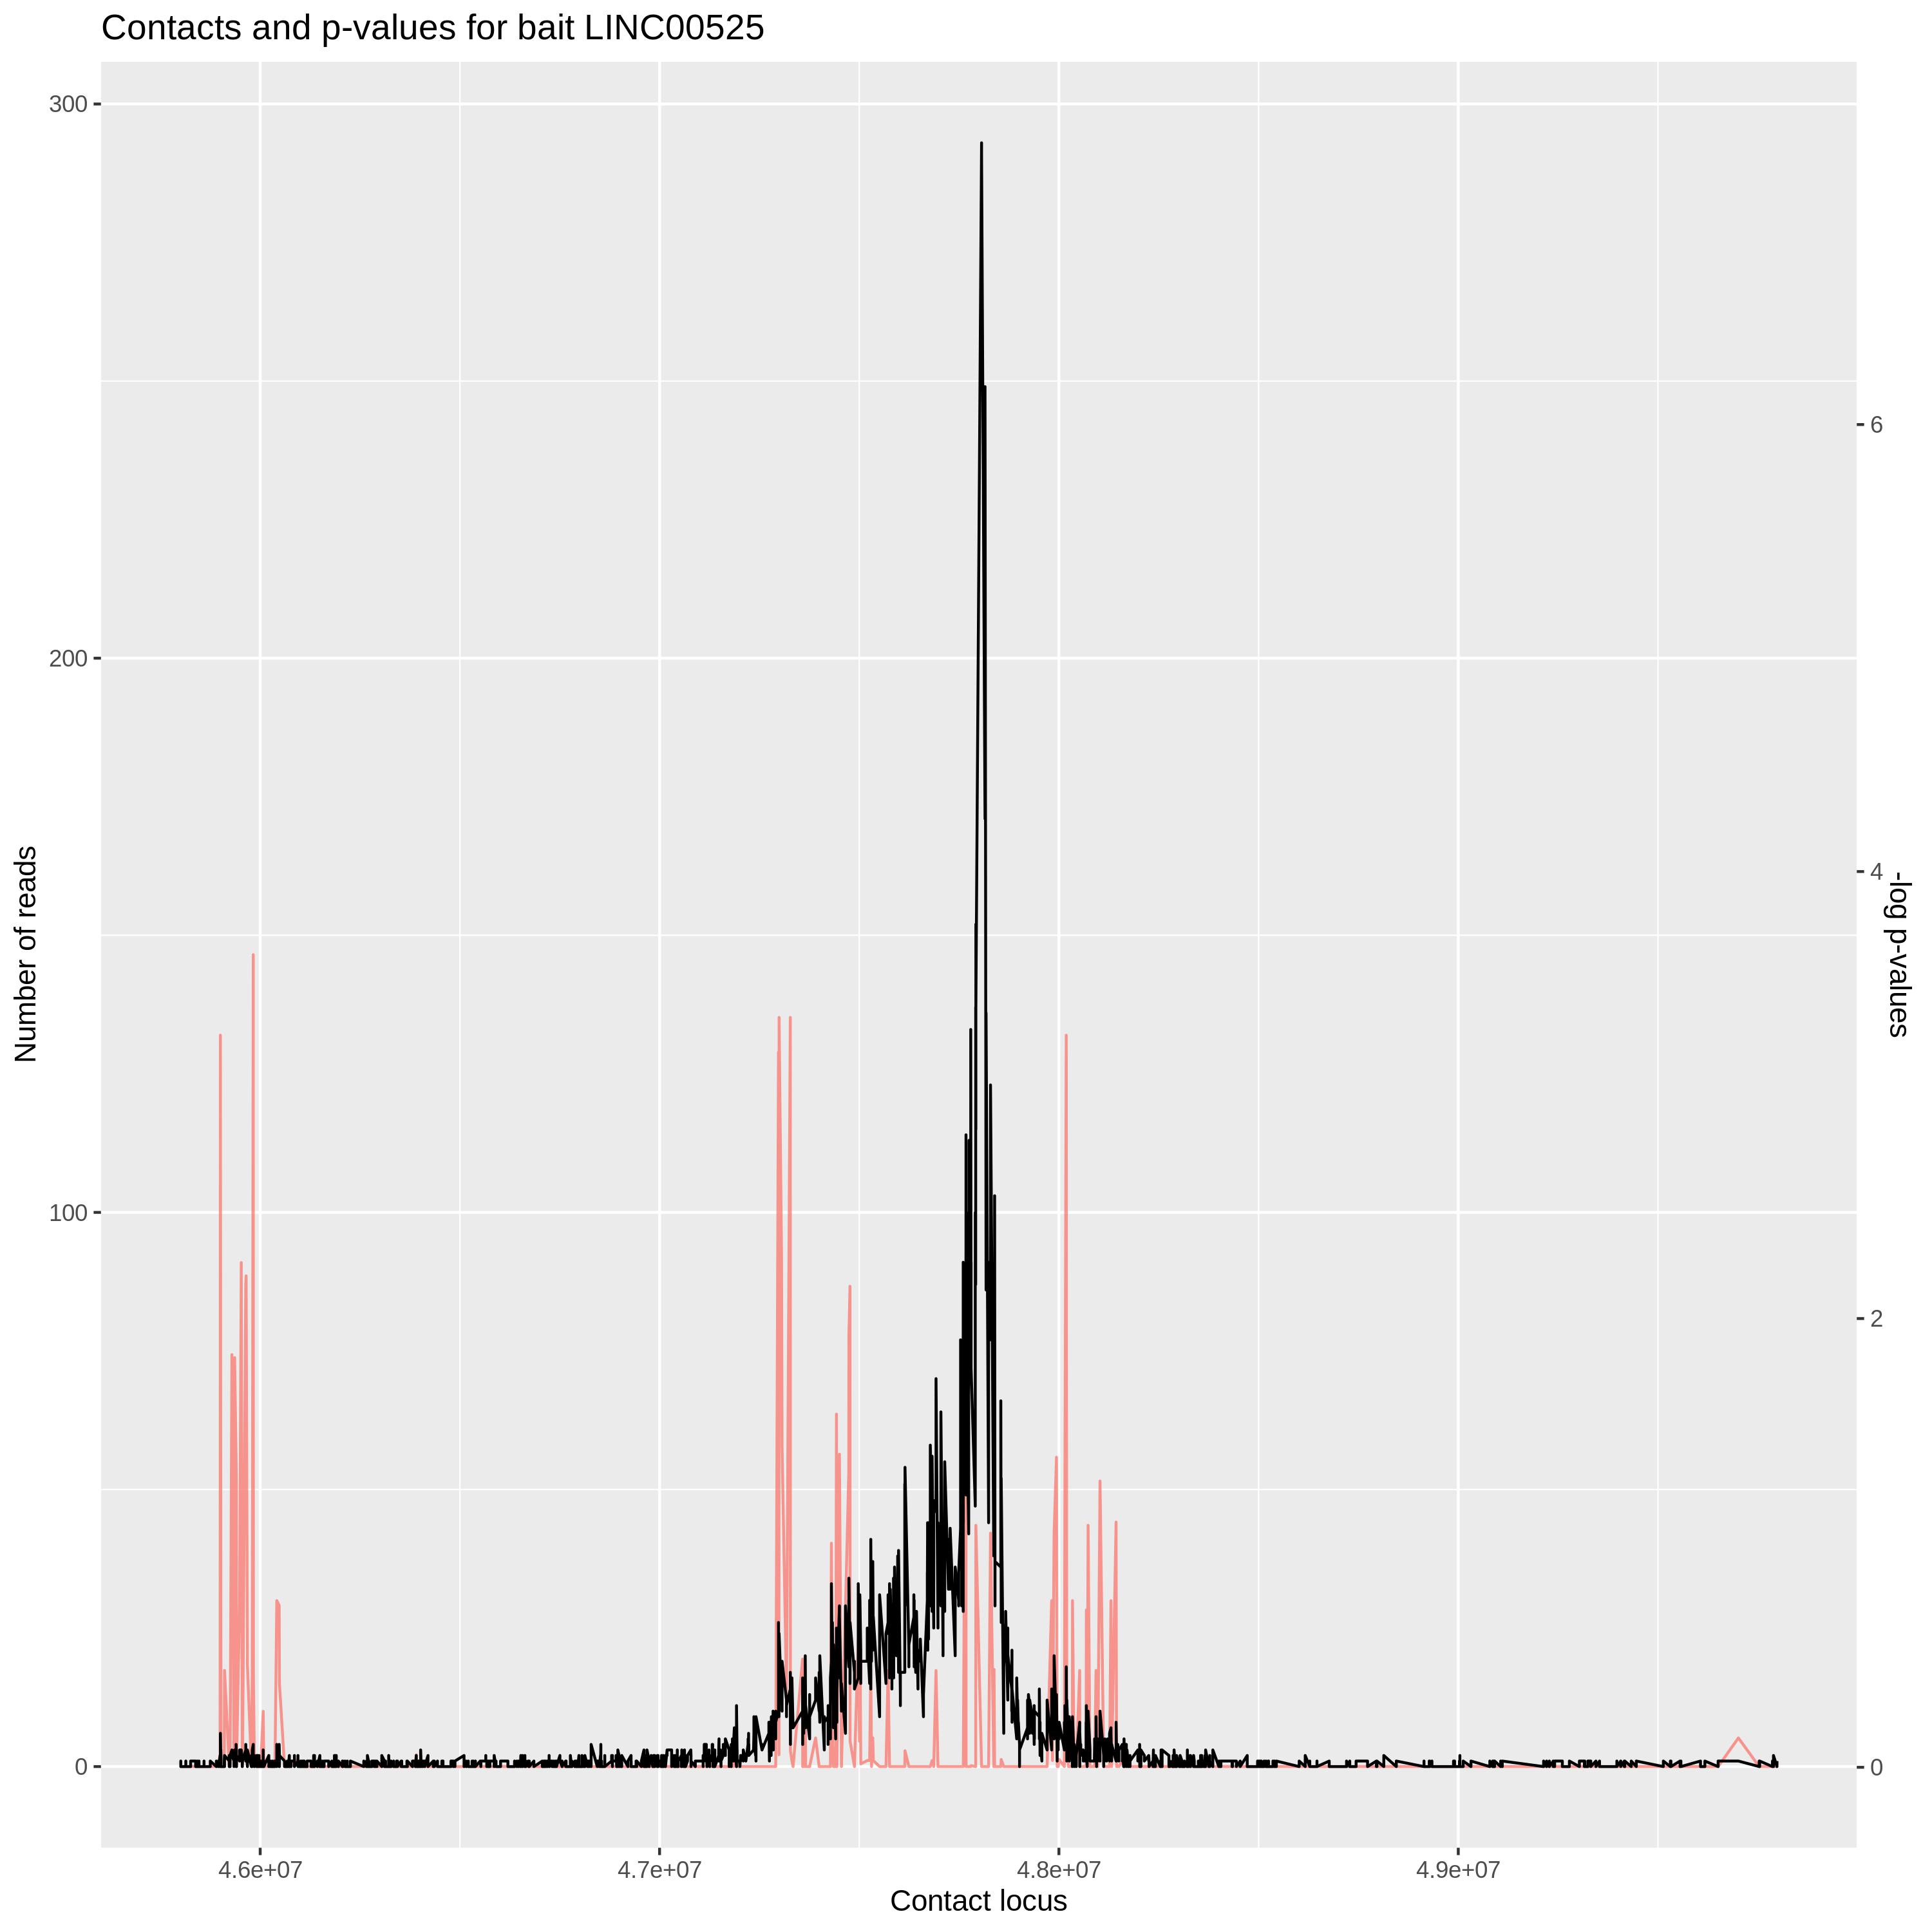 Contacts and p-values for bait LINC00525
300
200
100
0
Number of reads
6
4
2
0
-log p-values
4.6e+07 4.7e+07 4.8e+07 4.9e+07
Contact locus